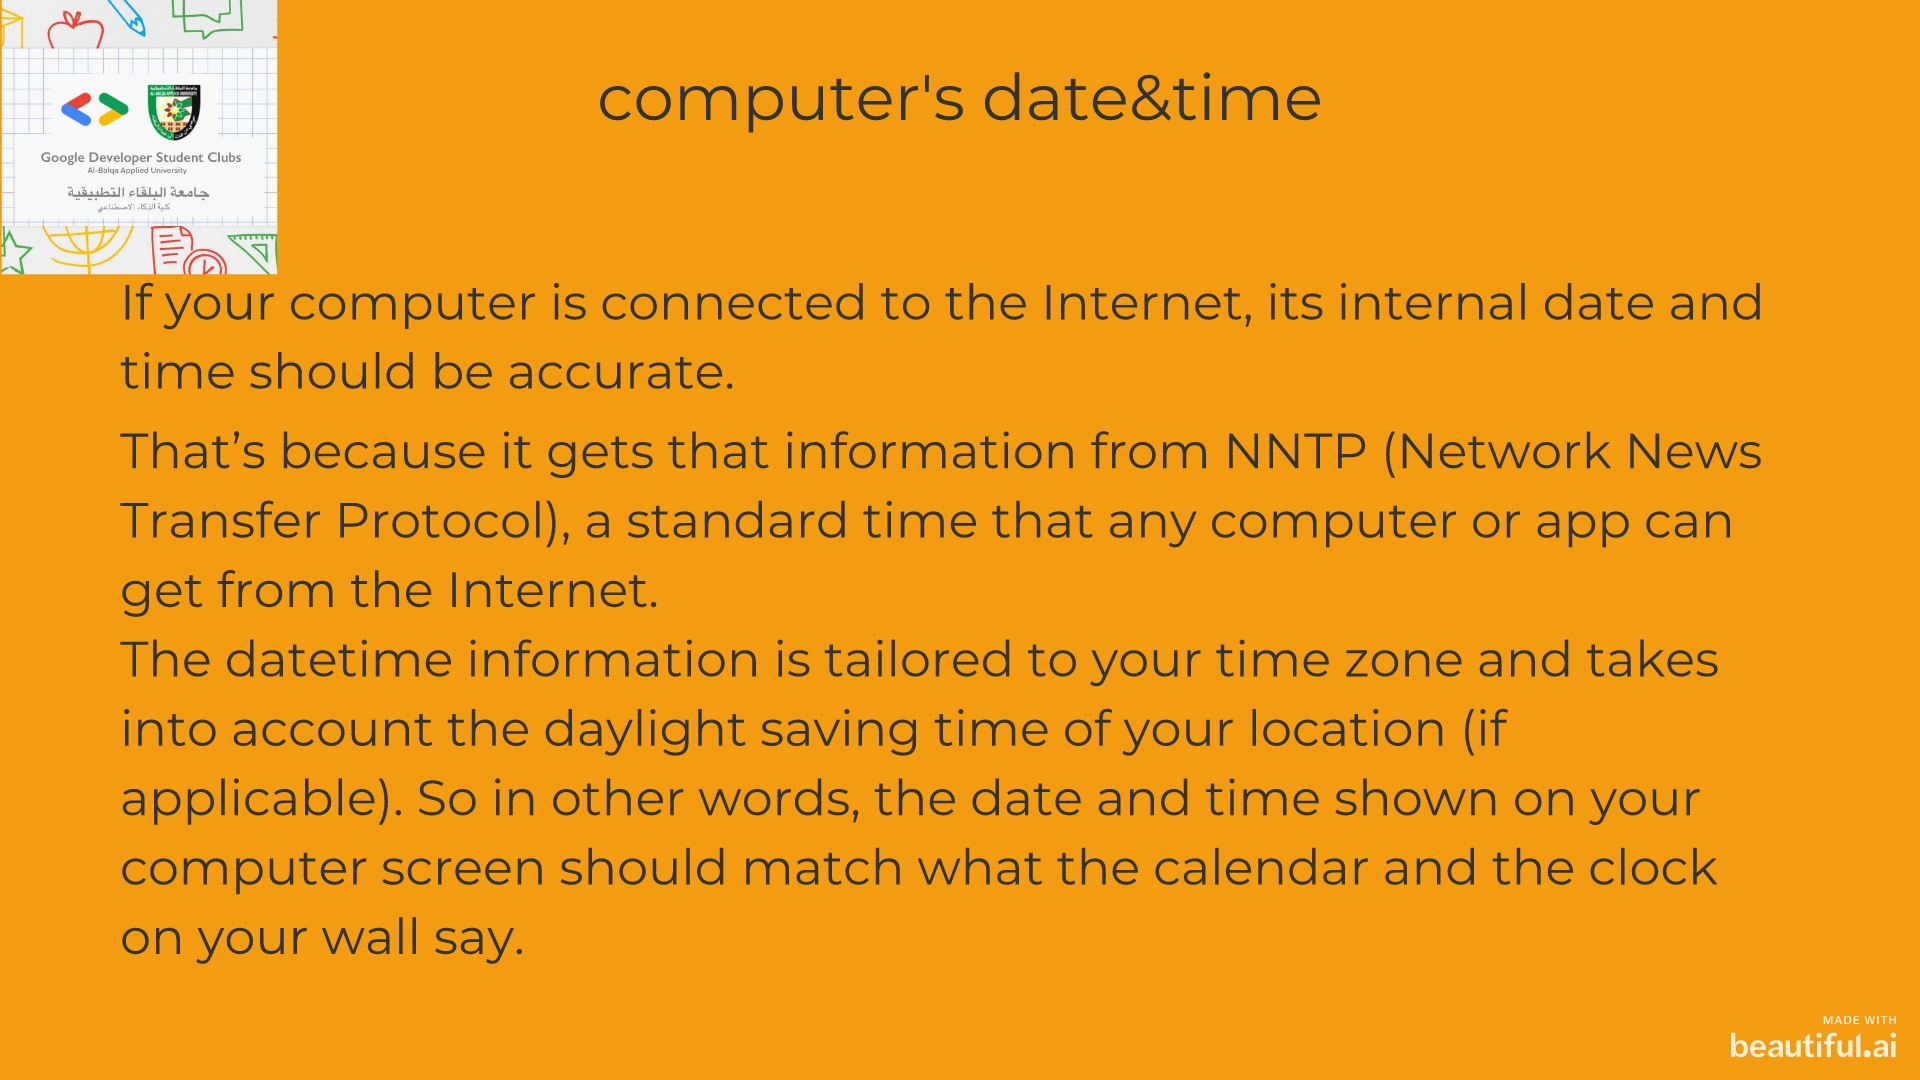 computer's date&time
Google Developer Student Clubs
Al-Balqa Applied University
جامعة البلقاء التطبيقية
كلية الذكاء الاصطناعي
If your computer is connected to the Internet, its internal date and
time should be accurate.
That’s because it gets that information from NNTP (Network News
Transfer Protocol), a standard time that any computer or app can
get from the Internet.
The datetime information is tailored to your time zone and takes
into account the daylight saving time of your location (if
applicable). So in other words, the date and time shown on your
computer screen should match what the calendar and the clock
on your wall say.
MADE WITH
beautiful.ai